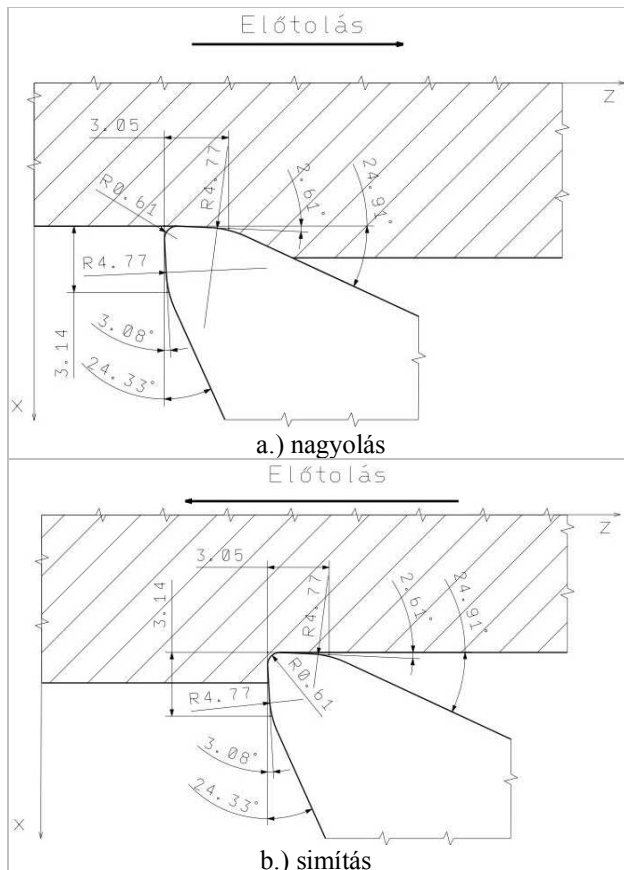 Előtolás
Z
3.05
R4.77
2.61°
24.91°
R0.61
R4.77
3.08°
3.14
24.33°
X
a.) nagyolás
Előtolás
Z
3.05
3.14
R4.77
2.61°
24.91°
R0.61
R4.77
3.08°
24.33°
X
b.) simítás